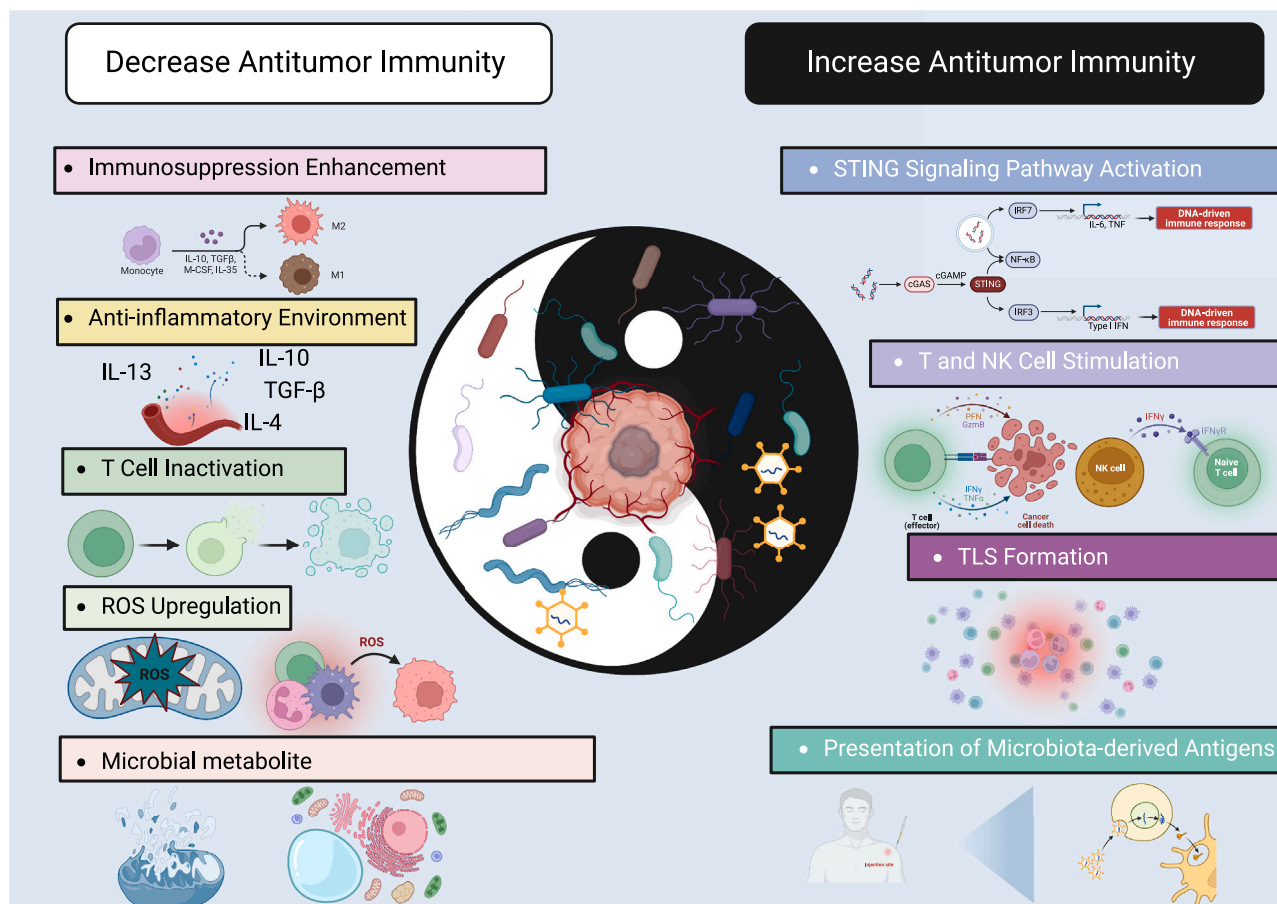 Decrease Antitumor Immunity
Increase Antitumor Immunity
• Immunosuppression Enhancement
Monocyte
IL-10, TGFβ,
M-CSF, IL-35
M2
M1
• Anti-inflammatory Environment
IL-13
IL-10
TGF-β
IL-4
• T Cell Inactivation
• ROS Upregulation
ROS
ROS
• Microbial metabolite
• STING Signaling Pathway Activation
cGAS
cGAMP
STING
IRF7
NF-κB
IRF3
IL-6, TNF
Type I IFN
DNA-driven
immune response
DNA-driven
immune response
• T and NK Cell Stimulation
PFN
GzmB
IFNγ
TNFα
T cell
(effector)
Cancer
cell death
NK cell
IFNγ
IFNγR
Naive
T cell
• TLS Formation
• Presentation of Microbiota-derived Antigens
Injection site